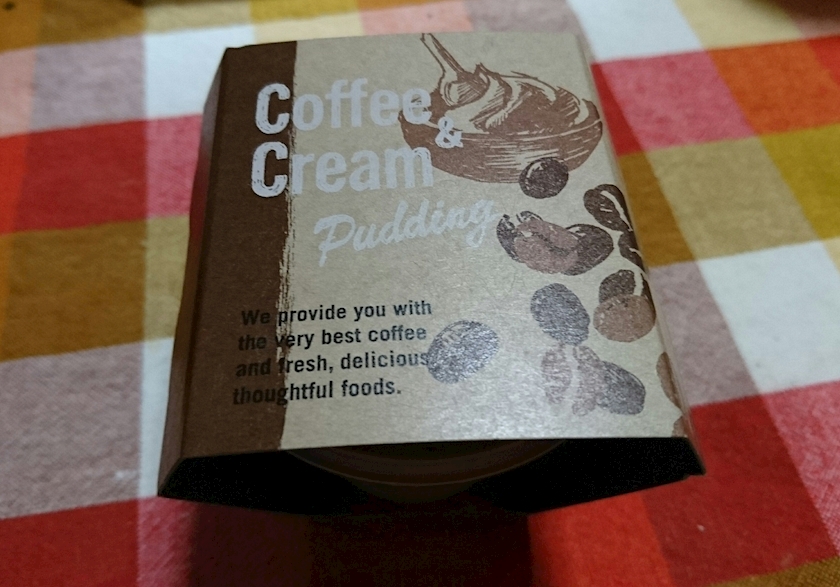 Coffee
&
Cream
Pudding
We provide you with
the very best coffee
and fresh, delicious
thoughtful foods.